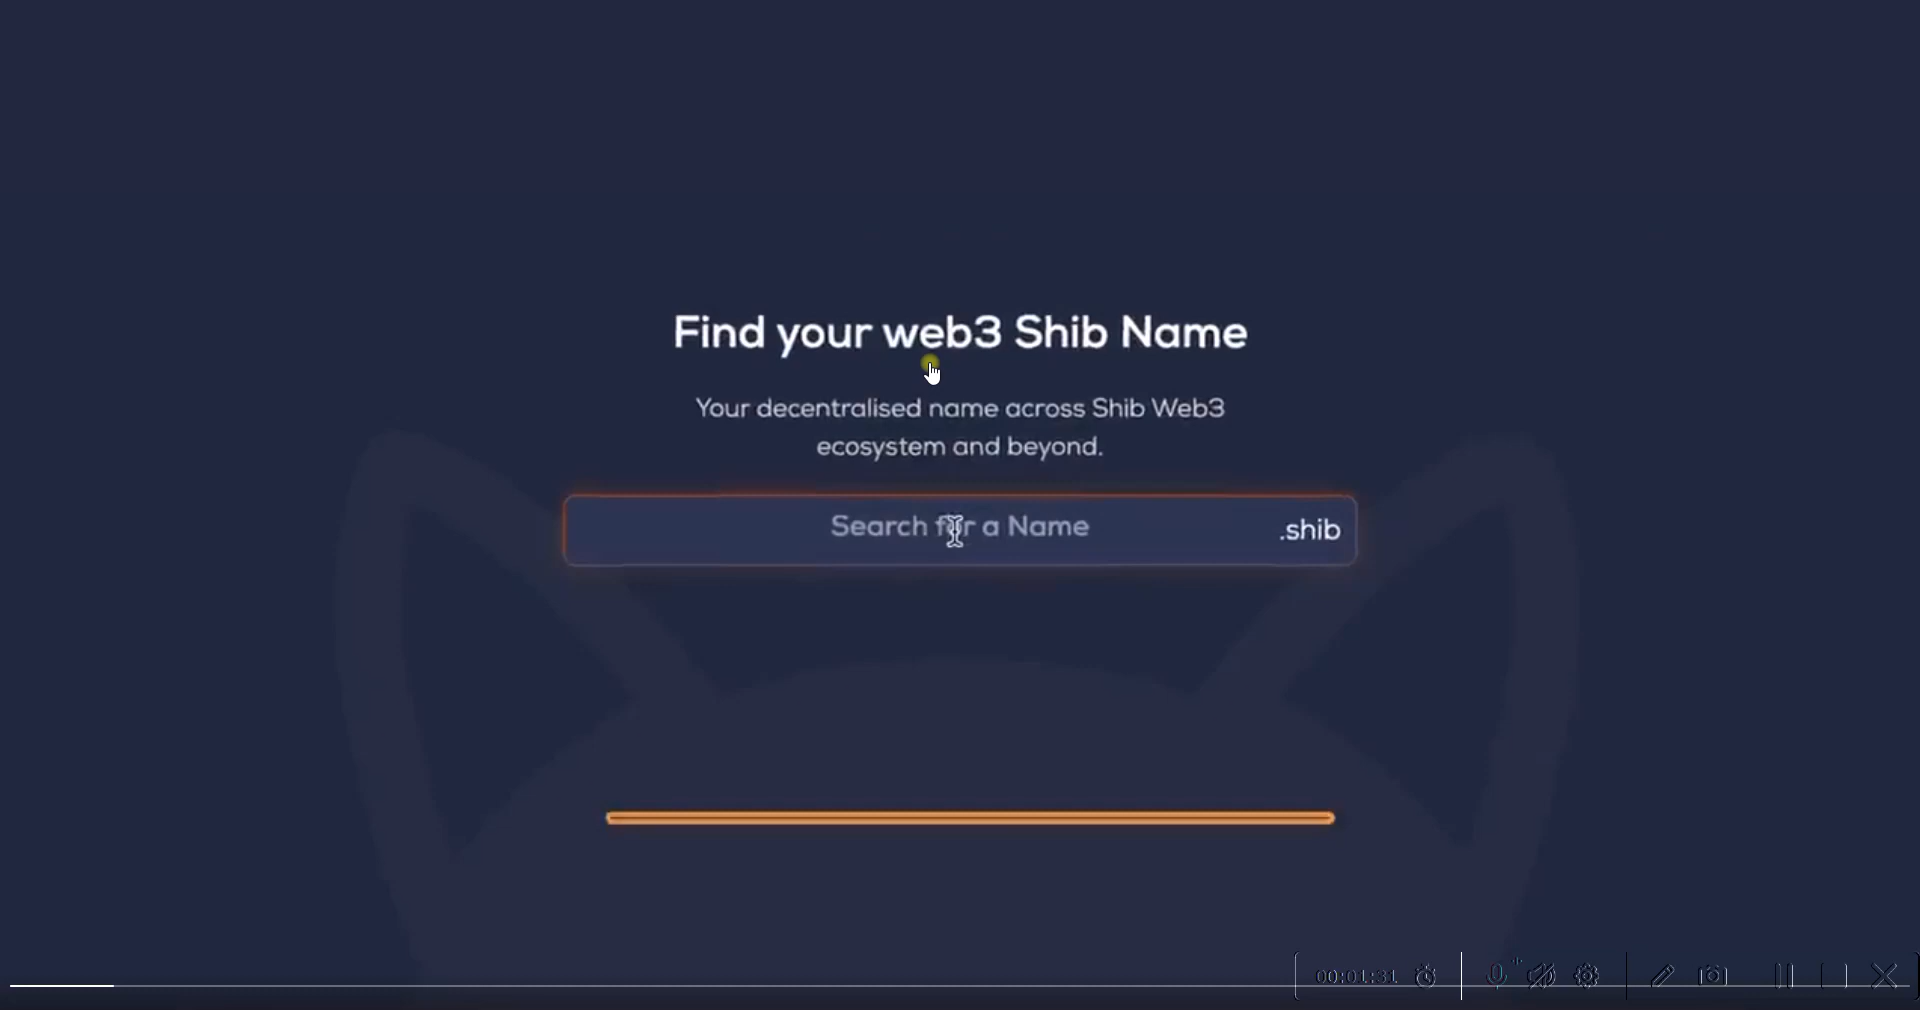 Find your web3 Shib Name
Your decentralised name across Shib Web3
ecosystem and beyond.
Search for a Name
.shib
00:01:31